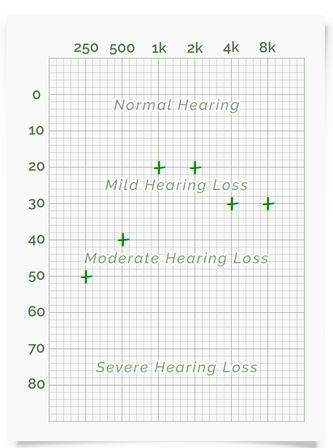 250 500 1k 2k 4k 8k
0
Normal Hearing
10
20
Mild Hearing Loss
30
40
Moderate Hearing Loss
50
60
70
Severe Hearing Loss
80